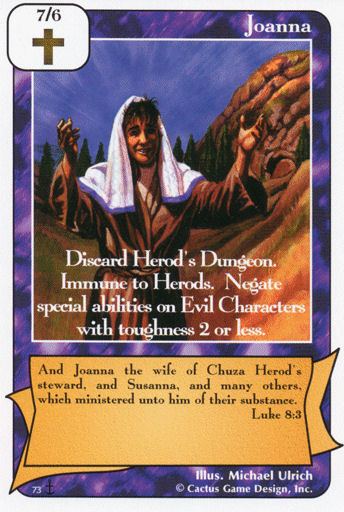 7/6
Joanna
Discard Herod's Dungeon.
Immune to Herods. Negate
special abilities on Evil Characters
with toughness 2 or less.
And Joanna the wife of Chuza Herod's
steward, and Susanna, and many others,
which ministered unto him of their substance.
Luke 8:3
Illus. Michael Ulrich
73 © Cactus Game Design, Inc.